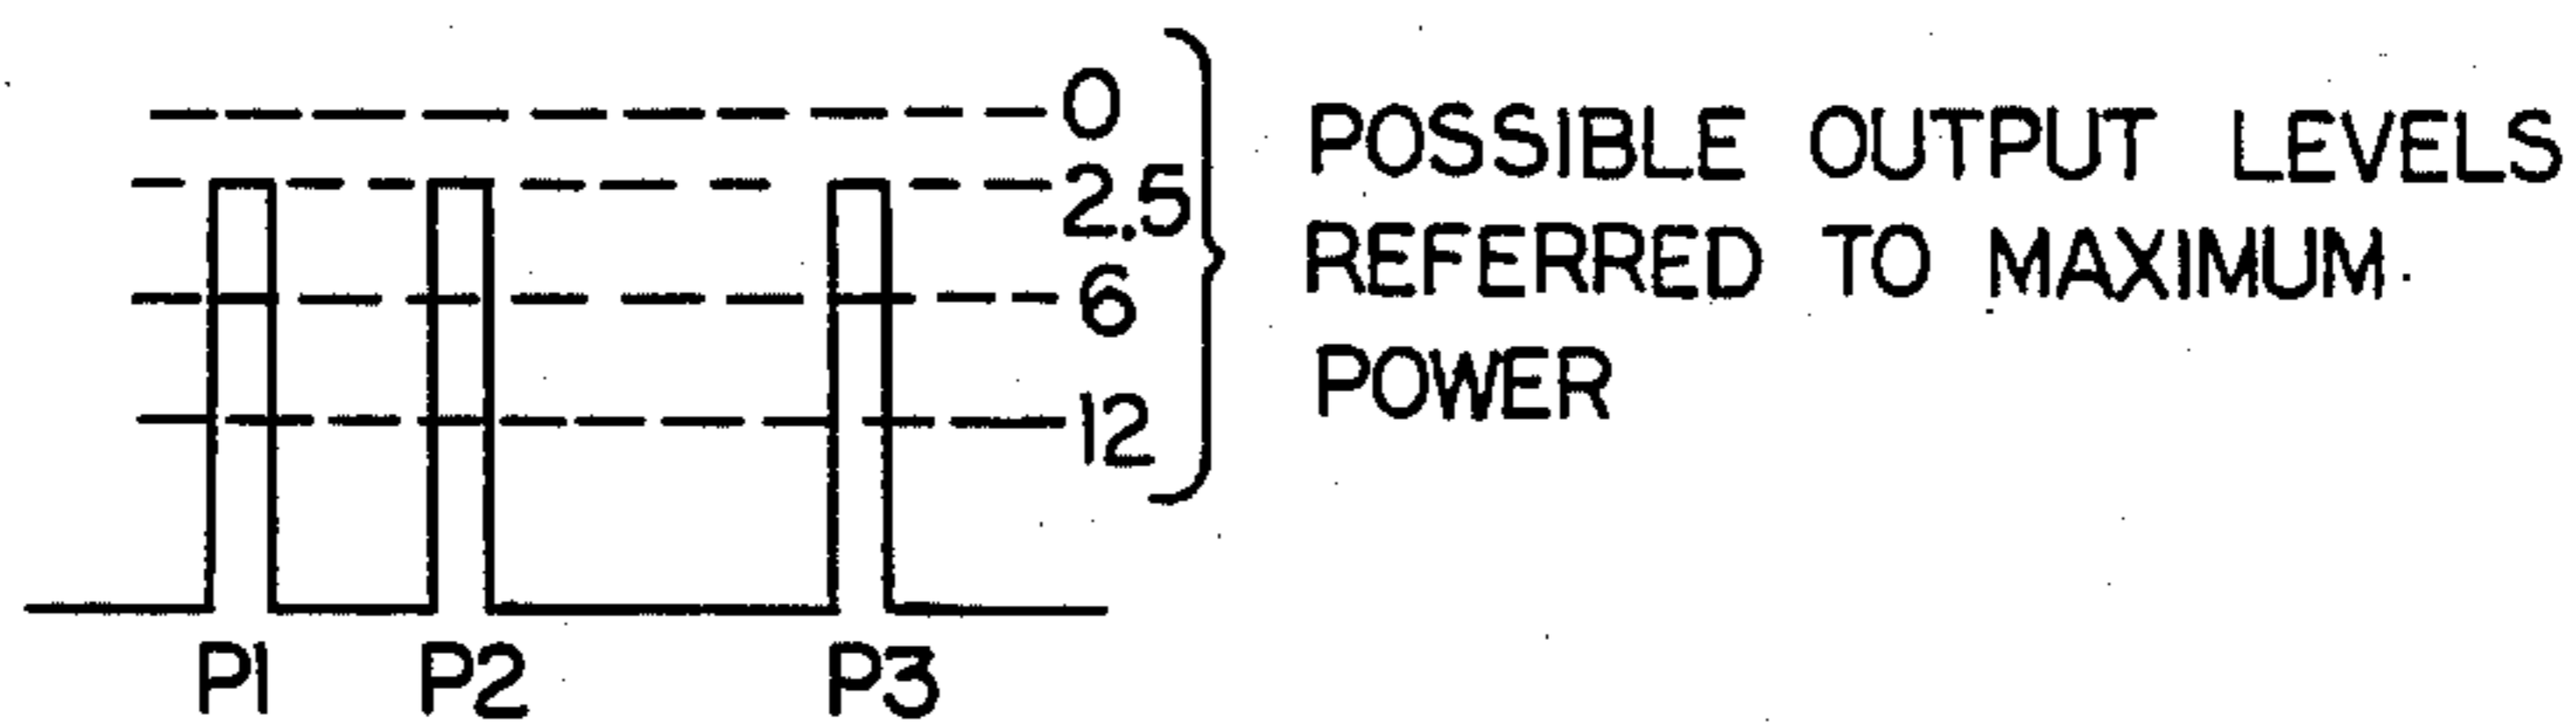 0
2.5
6
12
POSSIBLE OUTPUT LEVELS
REFERRED TO MAXIMUM
POWER
P1 P2 P3